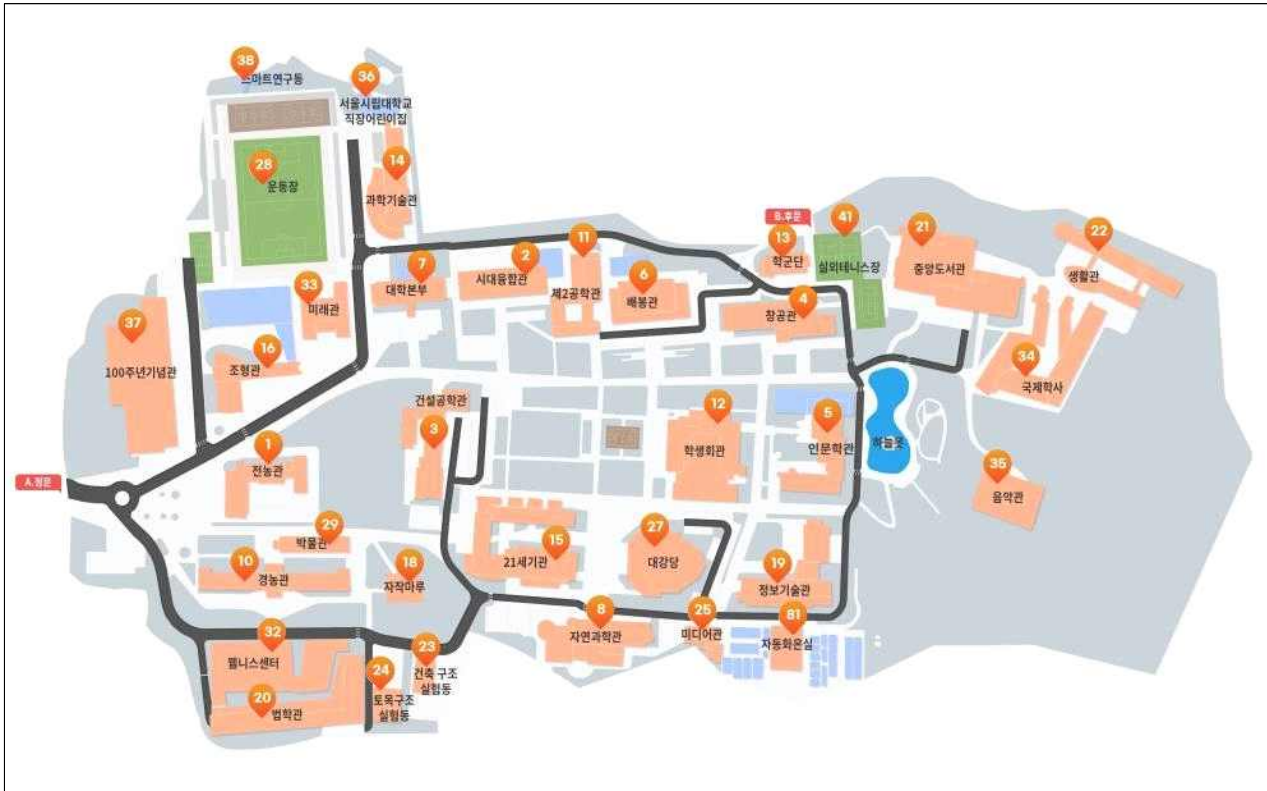 38
스마트연구동
36
서울시립대학교
직장어린이집
28
운동장
14
과학기술관
B.후문
41
13
학군단
실외테니스장
21
중앙도서관
22
생활관
11
제2공학관
2
시대융합관
7
대학본부
6
배봉관
4
창공관
33
미래관
37
100주년기념관
16
조형관
34
국제학사
건설공학관
3
12
학생회관
5
인문학관
하늘못
1
전농관
35
음악관
A.정문
29
박물관
10
경농관
18
자작마루
15
21세기관
27
대강당
19
정보기술관
8
자연과학관
25
미디어관
81
자동화온실
32
웰니스센터
23
건축 구조
실험동
24
토목구조
실험동
20
법학관